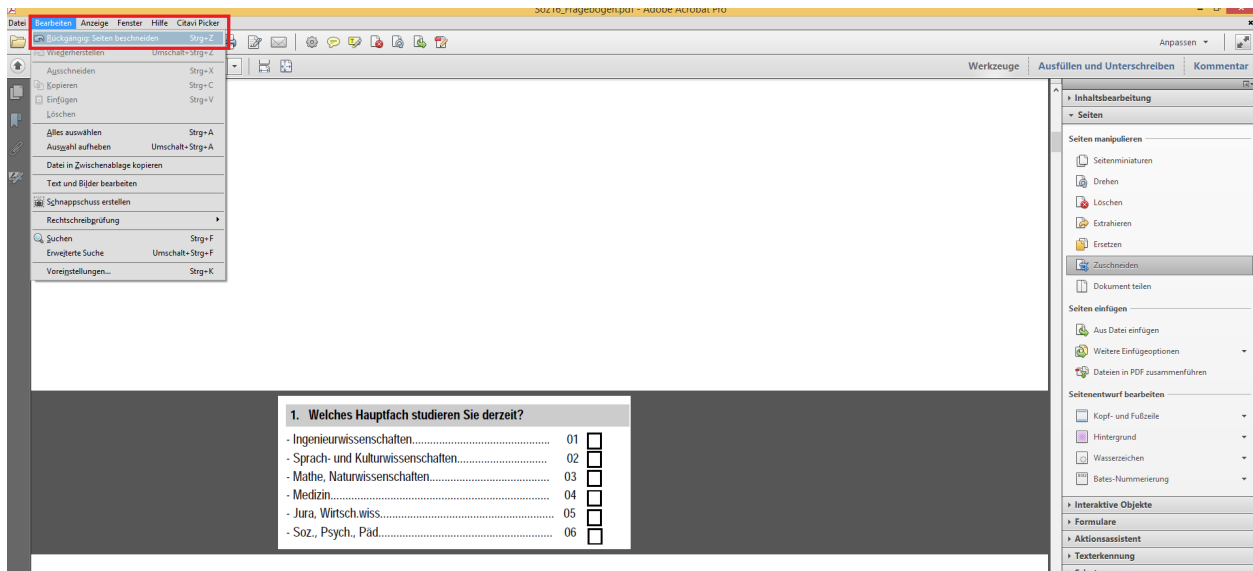 Soz16_Fragebogen.pdf - Adobe Acrobat Pro
Datei Bearbeiten Anzeige Fenster Hilfe Citavi Picker
Rückgängig: Seiten beschneiden Strg+Z
Wiederherstellen Umschalt+Strg+Z
Ausschneiden Strg+X
Kopieren Strg+C
Einfügen Strg+V
Löschen
Alles auswählen Strg+A
Auswahl aufheben Umschalt+Strg+A
Datei in Zwischenablage kopieren
Text und Bilder bearbeiten
Schnappschuss erstellen
Rechtschreibprüfung
Suchen Strg+F
Erweiterte Suche Umschalt+Strg+F
Voreinstellungen... Strg+K
Anpassen
Werkzeuge Ausfüllen und Unterschreiben Kommentar
Inhaltsbearbeitung
Seiten
Seiten manipulieren
Seitenminiaturen
Drehen
Löschen
Extrahieren
Ersetzen
Zuschneiden
Dokument teilen
Seiten einfügen
Aus Datei einfügen
Weitere Einfügeoptionen
Dateien in PDF zusammenführen
Seitenentwurf bearbeiten
Kopf- und Fußzeile
Hintergrund
Wasserzeichen
Bates-Nummerierung
Interaktive Objekte
Formulare
Aktionsassistent
Texterkennung
1. Welches Hauptfach studieren Sie derzeit?
- Ingenieurwissenschaften.............................................. 01
- Sprach- und Kulturwissenschaften.............................. 02
- Mathe, Naturwissenschaften........................................ 03
- Medizin......................................................................... 04
- Jura, Wirtsch.wiss.......................................................... 05
- Soz., Psych., Päd.......................................................... 06